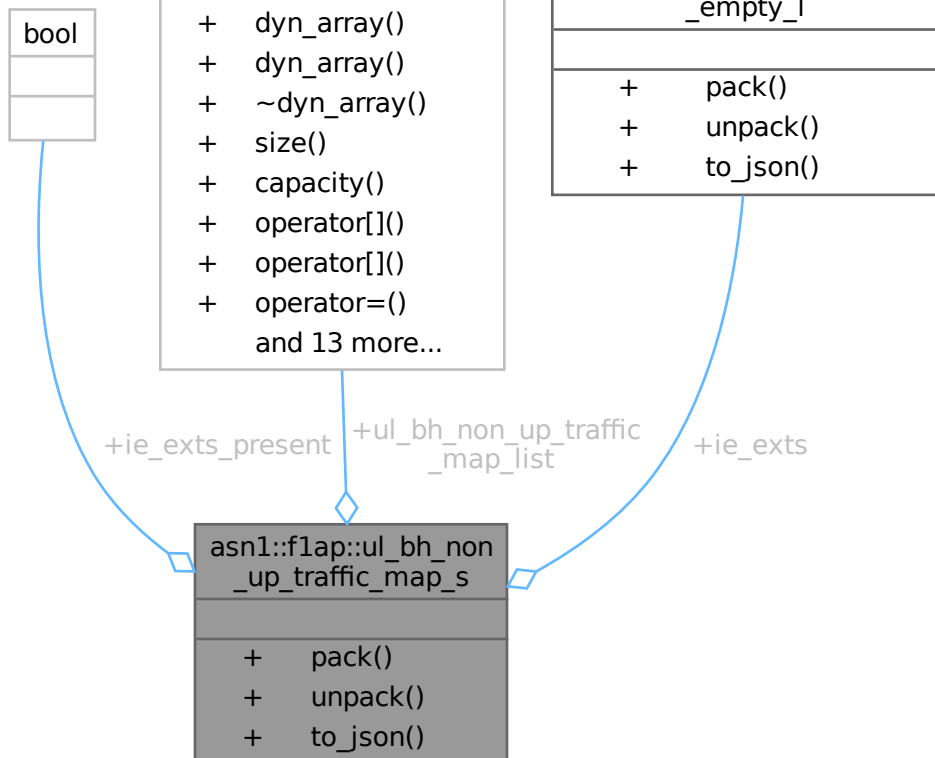 bool
+ dyn_array()
+ dyn_array()
+ ~dyn_array()
+ size()
+ capacity()
+ operator[]()
+ operator[]()
+ operator=()
and 13 more...
+ pack()
+ unpack()
+ to_json()
+ie_exts_present
+ul_bh_non_up_traffic
_map_list
+ie_exts
asn1::f1ap::ul_bh_non
_up_traffic_map_s
+ pack()
+ unpack()
+ to_json()